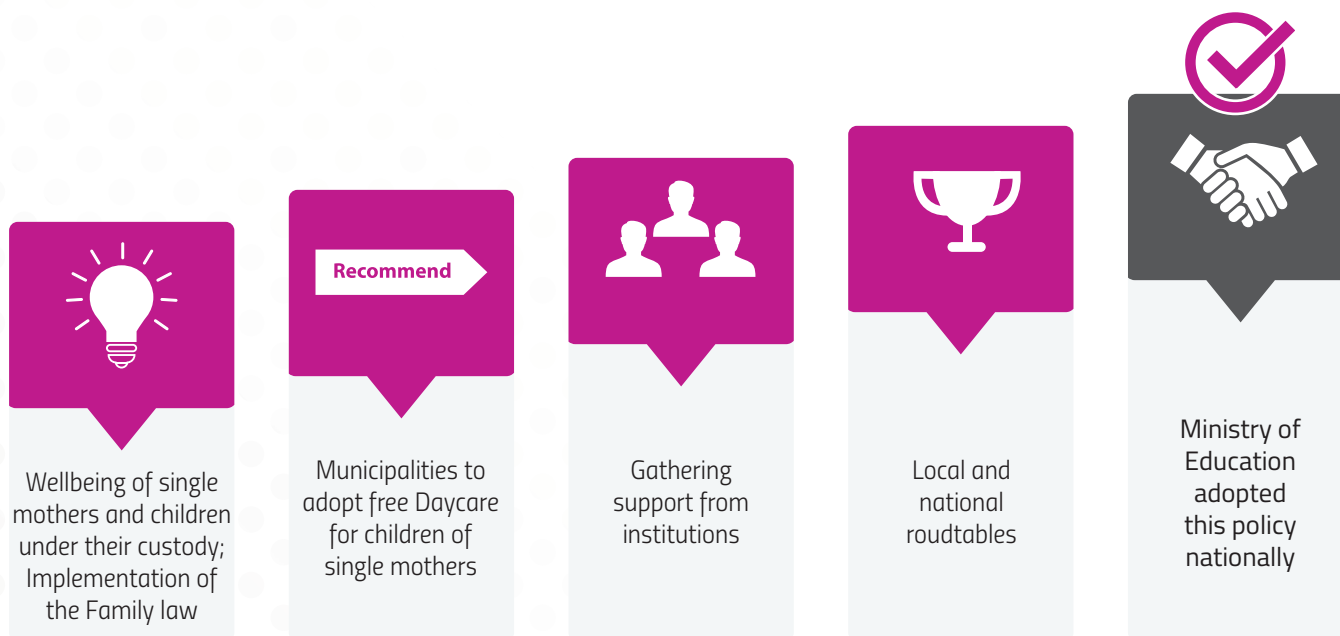 Wellbeing of single
mothers and children
under their custody;
Implementation of
the Family law
Recommend
Municipalities to
adopt free Daycare
for children of
single mothers
Gathering
support from
institutions
Local and
national
roudtables
Ministry of
Education
adopted
this policy
nationally